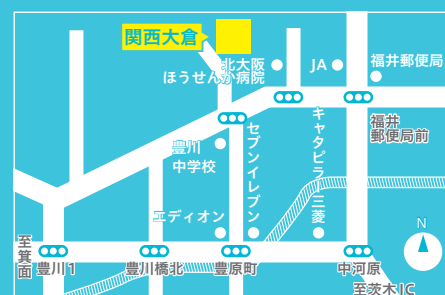 関西大倉
北大阪
ほうせんか病院
JA
福井郵便局
福井
郵便局前
豊川
中学校
セブンイレブン
キャタピラー三菱
エディオン
N
至箕面
豊川1
豊川橋北
豊原町
中河原
至茨木IC